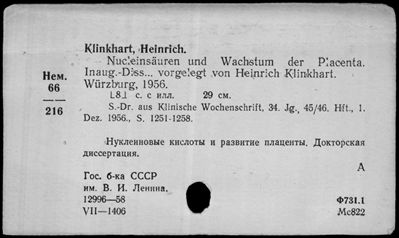 Klinkhart, Heinrich.
Nucleinsäuren und Wachstum der Placenta.
Inaug.-Diss... vorgelegt von Heinrich Klinkhart.
Würzburg, 1956.
Нем.
66
216
с. с илл. 29 см.
S.-Dr. aus Klinische Wochenschrift, 34. Jg., 45/46. Hft., 1.
Dez. 1956., S. 1251-1258.
Нуклеиновые кислоты и развитие плаценты. Докторская
диссертация.
А
Гос. б-ка СССР
им. В. И. Ленина.
12996—58
VII—1406
Ф731.1
Мс822